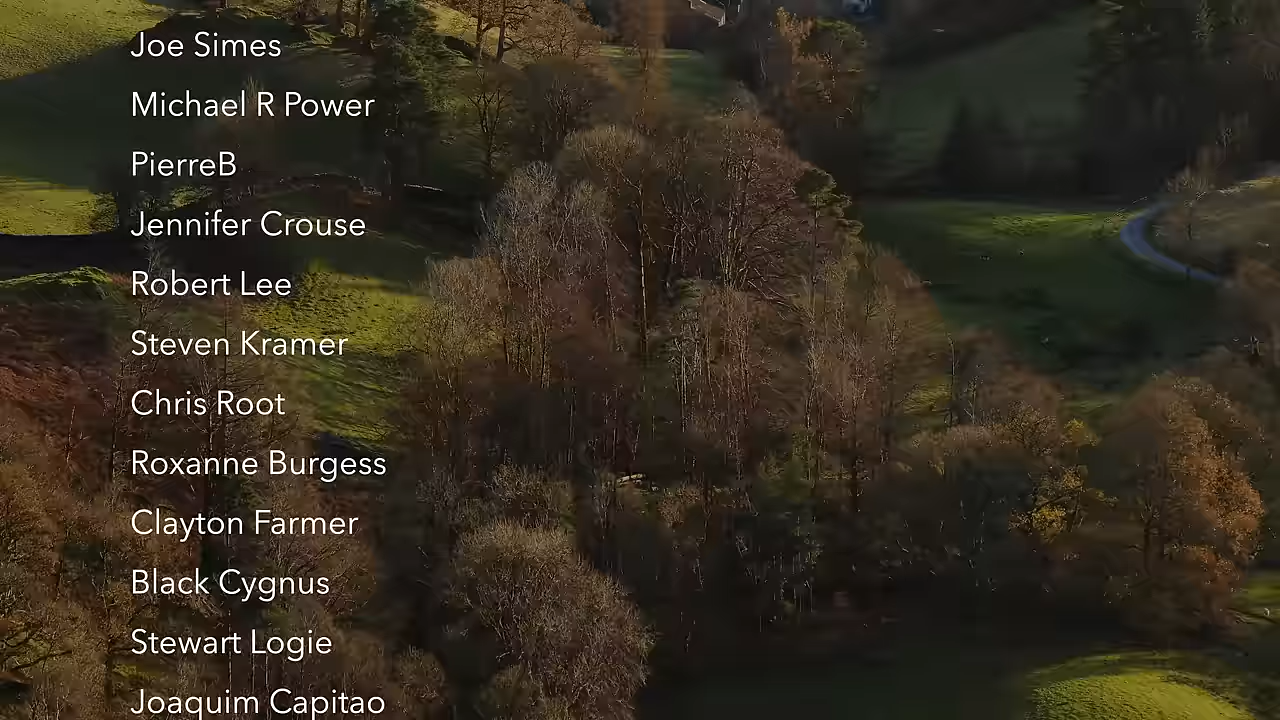 Joe Simes
Michael R Power
PierreB
Jennifer Crouse
Robert Lee
Steven Kramer
Chris Root
Roxanne Burgess
Clayton Farmer
Black Cygnus
Stewart Logie
Joaquim Capitao